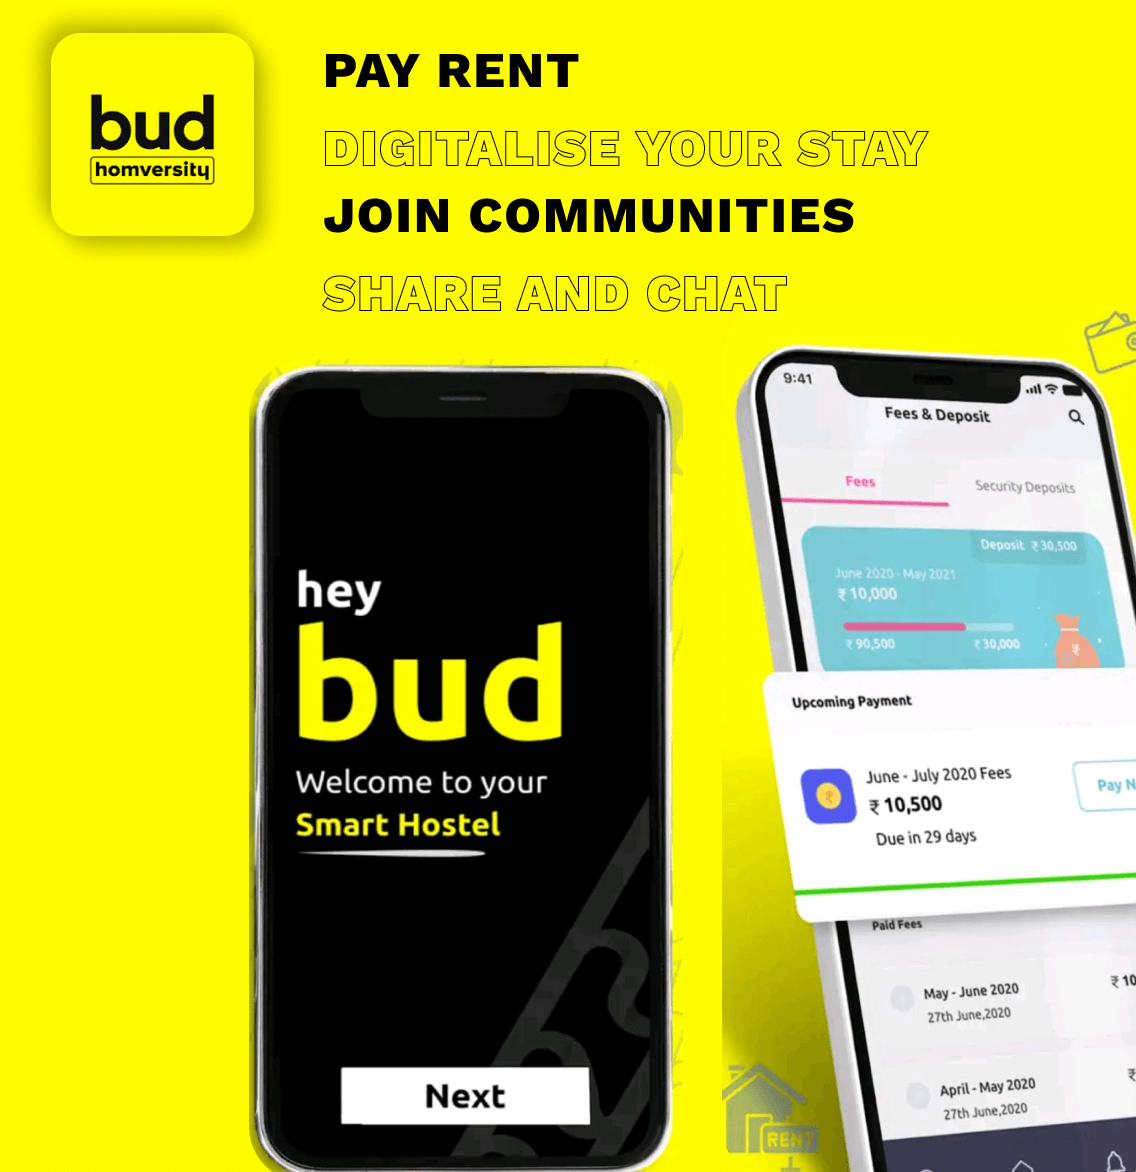 bud
homversity
PAY RENT
DIGITALISE YOUR STAY
JOIN COMMUNITIES
SHARE AND CHAT
hey
bud
Welcome to your
Smart Hostel
Next
9:41
Fees & Deposit
Fees
Security Deposits
Deposit ₹ 30,500
June 2020 - May 2021
₹ 10,000
₹ 90,500
₹ 30,000
₹
Upcoming Payment
June - July 2020 Fees
₹ 10,500
Pay N
Due in 29 days
Paid Fees
May - June 2020
₹ 10
27th June,2020
April - May 2020
₹
27th June,2020
RENT